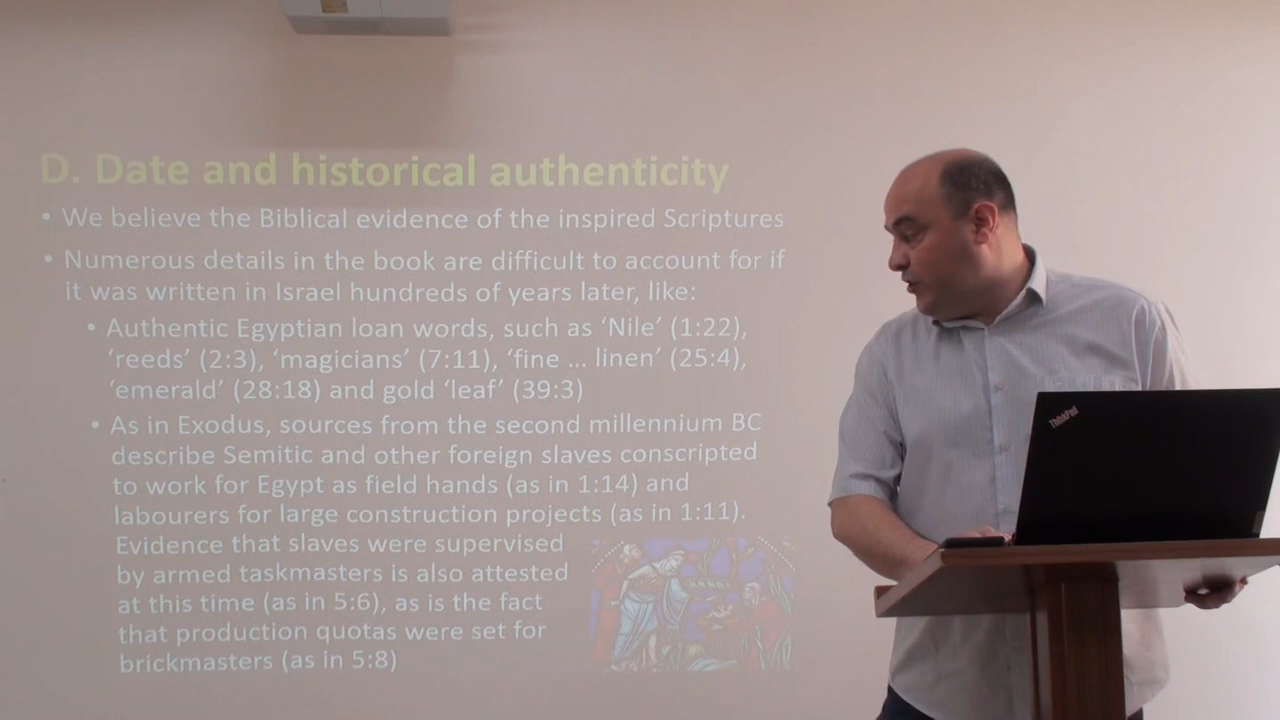 D. Date and historical authenticity
• We believe the Biblical evidence of the inspired Scriptures
• Numerous details in the book are difficult to account for if
it was written in Israel hundreds of years later, like:
• Authentic Egyptian loan words, such as ‘Nile’ (1:22),
‘reeds’ (2:3), ‘magicians’ (7:11), ‘fine ... linen’ (25:4),
‘emerald’ (28:18) and gold ‘leaf’ (39:3)
• As in Exodus, sources from the second millennium BC
describe Semitic and other foreign slaves conscripted
to work for Egypt as field hands (as in 1:14) and
labourers for large construction projects (as in 1:11).
Evidence that slaves were supervised
by armed taskmasters is also attested
at this time (as in 5:6), as is the fact
that production quotas were set for
brickmasters (as in 5:8)
ThinkPad